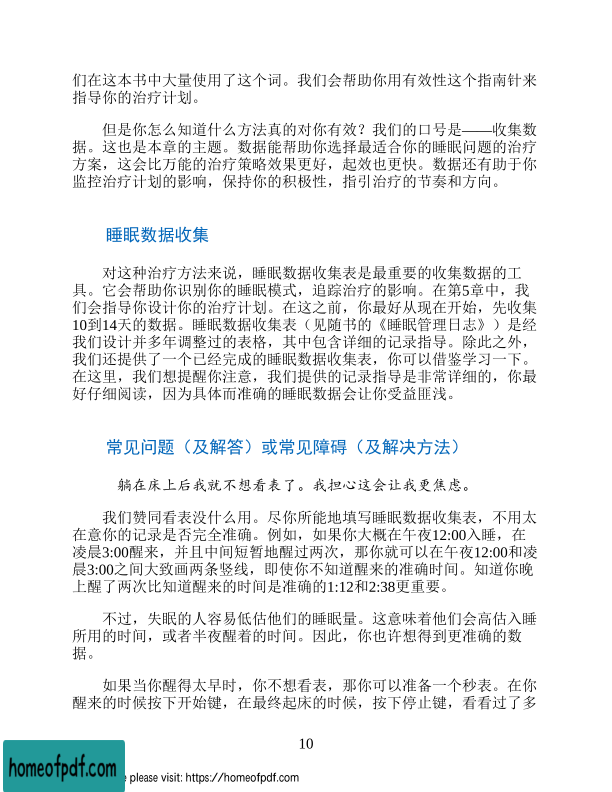 们在这本书中大量使用了这个词。我们会帮助你用有效性这个指南针来
指导你的治疗计划。
但是你怎么知道什么方法真的对你有效？我们的口号是——收集数
据。这也是本章的主题。数据能帮助你选择最适合你的睡眠问题的治疗
方案，这会比万能的治疗策略效果更好，起效也更快。数据还有助于你
监控治疗计划的影响，保持你的积极性，指引治疗的节奏和方向。
睡眠数据收集
对这种治疗方法来说，睡眠数据收集表是最重要的收集数据的工
具。它会帮助你识别你的睡眠模式，追踪治疗的影响。在第5章中，我
们会指导你设计你的治疗计划。在这之前，你最好从现在开始，先收集
10到14天的数据。睡眠数据收集表（见随书的《睡眠管理日志》）是经
我们设计并多年调整过的表格，其中包含详细的记录指导。除此之外，
我们还提供了一个已经完成的睡眠数据收集表，你可以借鉴学习一下。
在这里，我们想提醒你注意，我们提供的记录指导是非常详细的，你最
好仔细阅读，因为具体而准确的睡眠数据会让你受益匪浅。
常见问题（及解答）或常见障碍（及解决方法）
躺在床上后我就不想看表了。我担心这会让我更焦虑。
我们赞同看表没什么用。尽你所能地填写睡眠数据收集表，不用太
在意你的记录是否完全准确。例如，如果你大概在午夜12:00入睡，在
凌晨3:00醒来，并且中间短暂地醒过两次，那你就可以在午夜12:00和凌
晨3:00之间大致画两条竖线，即使你不知道醒来的准确时间。知道你晚
上醒了两次比知道醒来的时间是准确的1:12和2:38更重要。
不过，失眠的人容易低估他们的睡眠量。这意味着他们会高估入睡
所用的时间，或者半夜醒着的时间。因此，你也许想得到更准确的数
据。
如果当你醒得太早时，你不想看表，那你可以准备一个秒表。在你
醒来的时候按下开始键，在最终起床的时候，按下停止键，看看过了多
10
homeofpdf.com
e please visit: https://homeofpdf.com